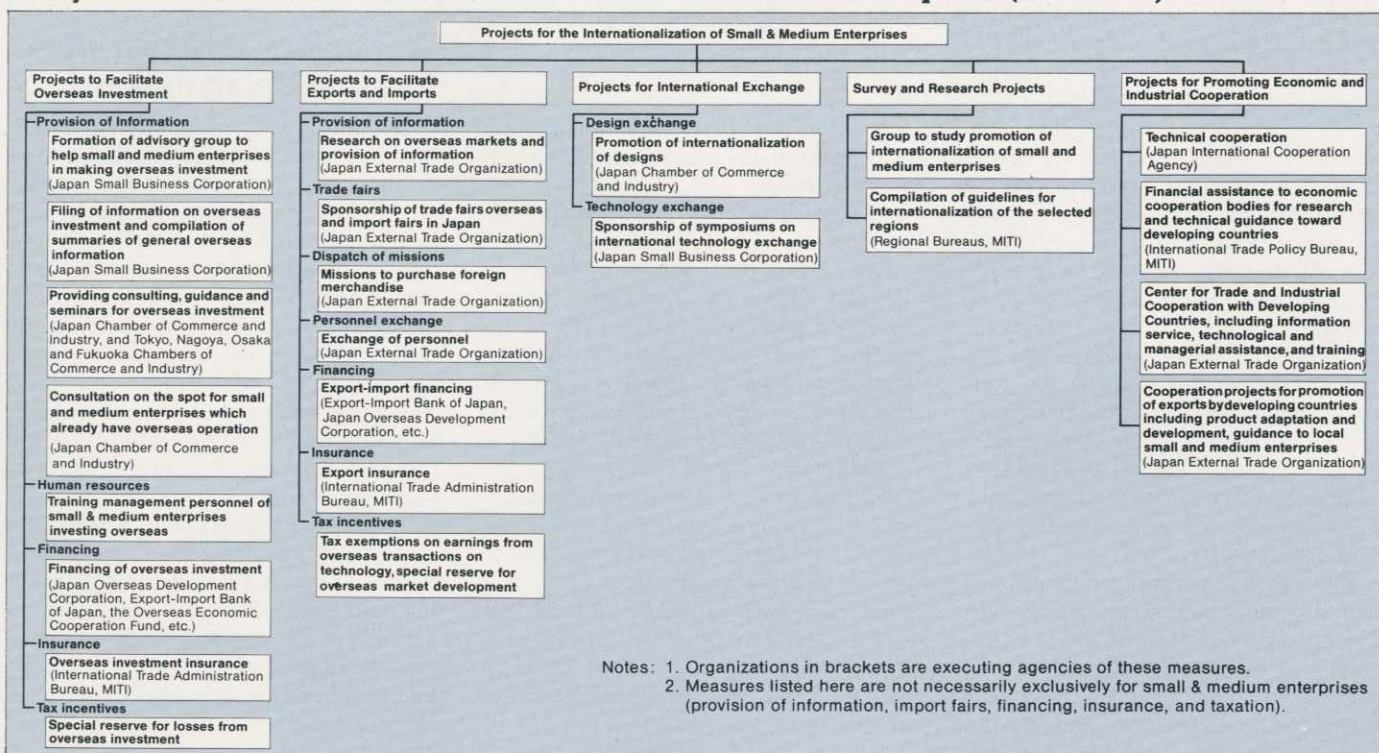 Projects for the Internationalization of Small & Medium Enterprises
Projects to Facilitate
Overseas Investment
Provision of Information
Formation of advisory group to
help small and medium enterprises
in making overseas investment
(Japan Small Business Corporation)
Filing of information on overseas
investment and compilation of
summaries of general overseas
information
(Japan Small Business Corporation)
Providing consulting, guidance and
seminars for overseas investment
(Japan Chamber of Commerce and
Industry, and Tokyo, Nagoya, Osaka
and Fukuoka Chambers of
Commerce and Industry)
Consultation on the spot for small
and medium enterprises which
already have overseas operation
(Japan Chamber of Commerce
and Industry)
Human resources
Training management personnel of
small & medium enterprises
investing overseas
Financing
Financing of overseas investment
(Japan Overseas Development
Corporation, Export-Import Bank
of Japan, the Overseas Economic
Cooperation Fund, etc.)
Insurance
Overseas investment insurance
(International Trade Administration
Bureau, MITI)
Tax incentives
Special reserve for losses from
overseas investment
Projects to Facilitate
Exports and Imports
Provision of information
Research on overseas markets and
provision of information
(Japan External Trade Organization)
Trade fairs
Sponsorship of trade fairs overseas
and import fairs in Japan
(Japan External Trade Organization)
Dispatch of missions
Missions to purchase foreign
merchandise
(Japan External Trade Organization)
Personnel exchange
Exchange of personnel
(Japan External Trade Organization)
Financing
Export-import financing
(Export-Import Bank of Japan,
Japan Overseas Development
Corporation, etc.)
Insurance
Export insurance
(International Trade Administration
Bureau, MITI)
Tax incentives
Tax exemptions on earnings from
overseas transactions on
technology, special reserve for
overseas market development
Projects for International Exchange
Design exchange
Promotion of internationalization
of designs
(Japan Chamber of Commerce
and Industry)
Technology exchange
Sponsorship of symposiums on
international technology exchange
(Japan Small Business Corporation)
Survey and Research Projects
Group to study promotion of
internationalization of small and
medium enterprises
Compilation of guidelines for
internationalization of the selected
regions
(Regional Bureaus, MITI)
Projects for Promoting Economic and
Industrial Cooperation
Technical cooperation
(Japan International Cooperation
Agency)
Financial assistance to economic
cooperation bodies for research
and technical guidance toward
developing countries
(International Trade Policy Bureau,
MITI)
Center for Trade and Industrial
Cooperation with Developing
Countries, including information
service, technological and
managerial assistance, and training
(Japan External Trade Organization)
Cooperation projects for promotion
of exports by developing countries
including product adaptation and
development, guidance to local
small and medium enterprises
(Japan External Trade Organization)
Notes: 1. Organizations in brackets are executing agencies of these measures.
2. Measures listed here are not necessarily exclusively for small & medium enterprises
(provision of information, import fairs, financing, insurance, and taxation).